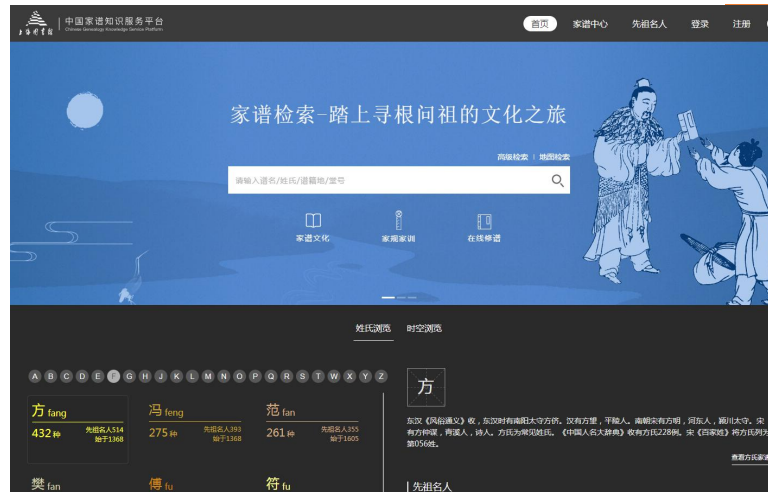 上海图书馆
中国家谱知识服务平台
Chinese Genealogy Knowledge Service Platform
首页 家谱中心 先祖名人 登录 注册
家谱检索-踏上寻根问祖的文化之旅
高级检索 | 地图检索
请输入谱名/姓氏/谱籍地/堂号
家谱文化 家规家训 在线修谱
姓氏浏览 时空浏览
A B C D E F G H J K L M N O P Q R S T W X Y Z
方 fang
432 种 先祖名人514
始于1368
冯 feng
275 种 先祖名人393
始于1368
范 fan
261 种 先祖名人355
始于1605
樊 fan
傅 fu
符 fu
方
东汉《风俗通义》收，东汉时有南阳太守方侪。汉有方望，平陵人。南朝宋有方明，河东人，颍川太守。宋
有方仲谋，青溪人，诗人。方氏为常见姓氏。《中国人名大辞典》收有方氏228例。宋《百家姓》将方氏列为
第056姓。
查看方氏家谱
先祖名人